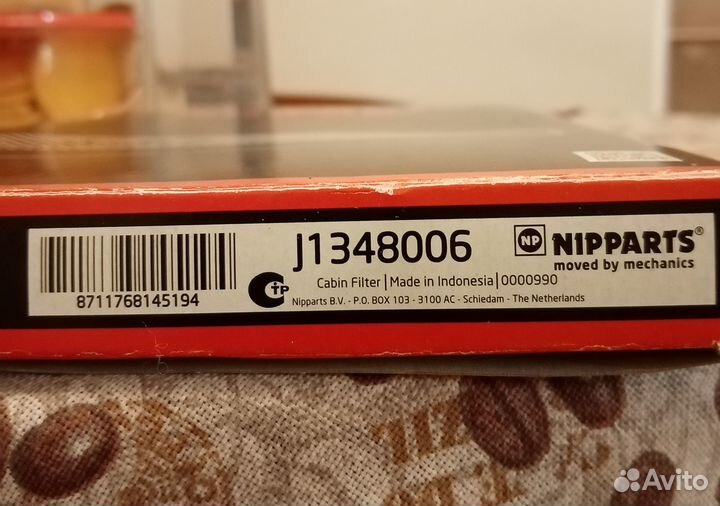 J1348006
NP NIPPARTS®
moved by mechanics
8711768145194
CTP
Cabin Filter | Made in Indonesia | 0000990
Nipparts B.V. - P.O. BOX 103 - 3100 AC - Schiedam - The Netherlands
Avito